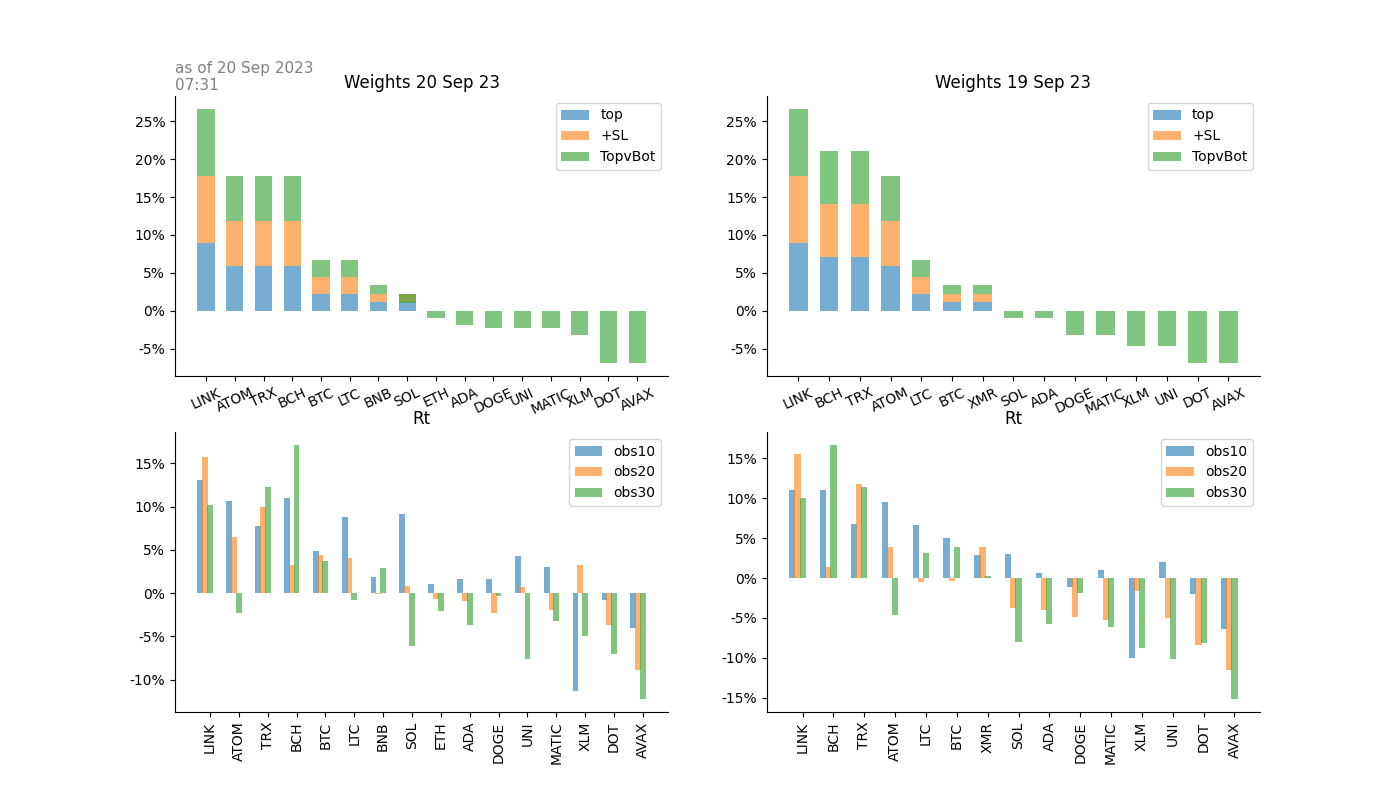 as of 20 Sep 2023
07:31
Weights 20 Sep 23
25%
20%
15%
10%
5%
0%
-5%
top
+SL
TopvBot
LINK ATOM TRX BCH BTC LTC BNB SOL ETH ADA DOGE UNI MATIC XLM DOT AVAX
Weights 19 Sep 23
25%
20%
15%
10%
5%
0%
-5%
top
+SL
TopvBot
LINK BCH TRX ATOM LTC BTC XMR SOL ADA DOGE MATIC XLM UNI DOT AVAX
Rt
15%
10%
5%
0%
-5%
-10%
obs10
obs20
obs30
LINK ATOM TRX BCH BTC LTC BNB SOL ETH ADA DOGE UNI MATIC XLM DOT AVAX
Rt
15%
10%
5%
0%
-5%
-10%
-15%
obs10
obs20
obs30
LINK BCH TRX ATOM LTC BTC XMR SOL ADA DOGE MATIC XLM UNI DOT AVAX